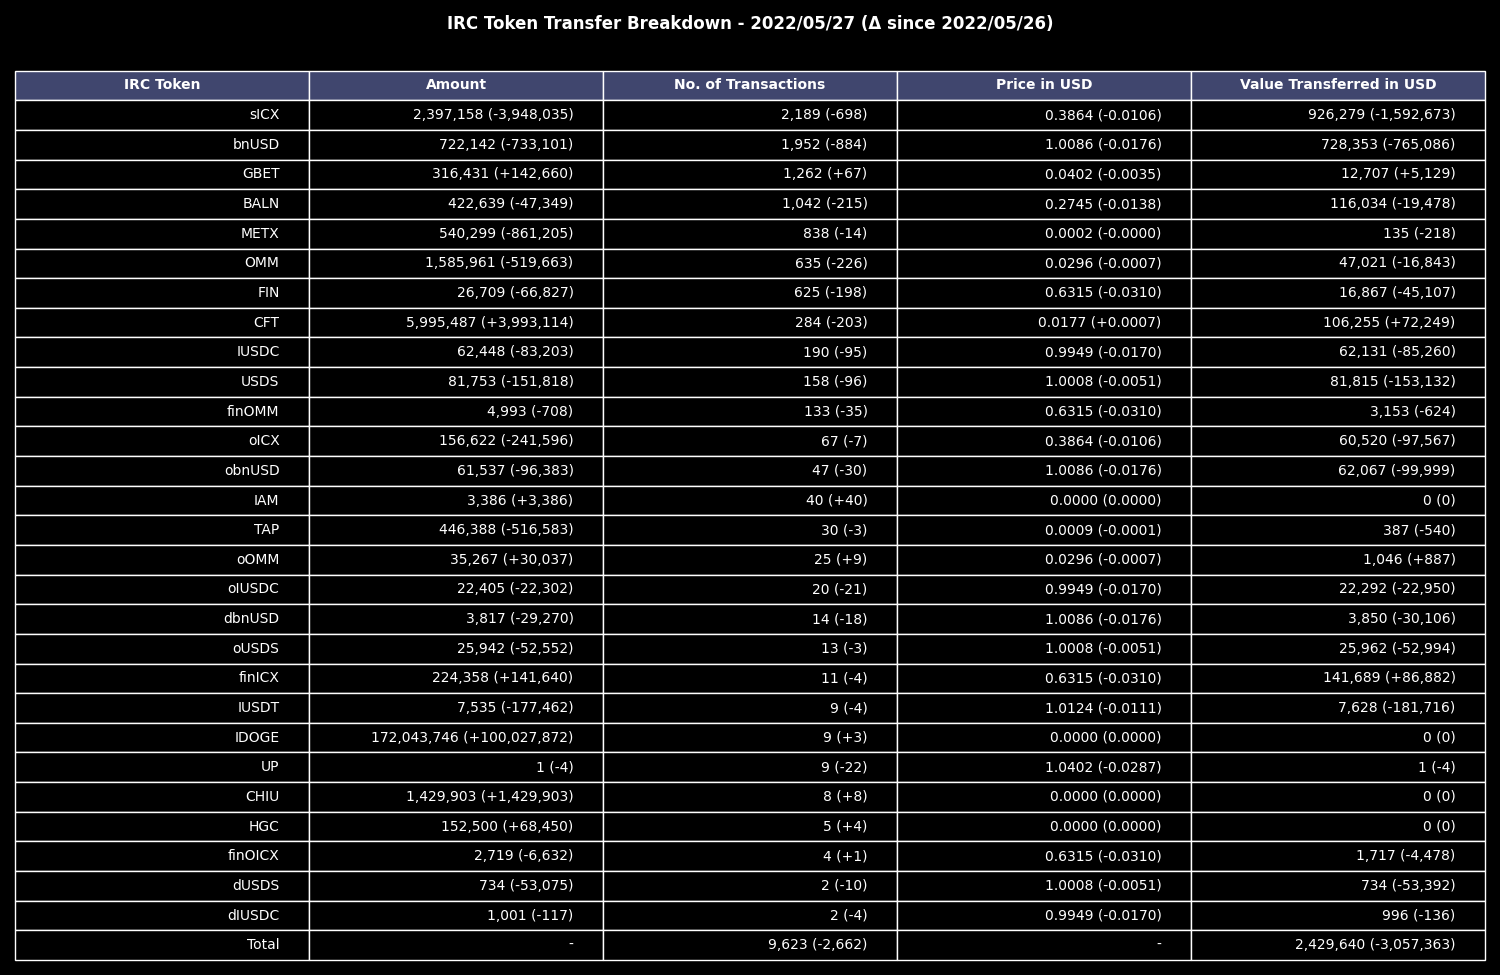 IRC Token Transfer Breakdown - 2022/05/27 (Δ since 2022/05/26)
IRC Token Amount No. of Transactions Price in USD Value Transferred in USD
sICX 2,397,158 (-3,948,035) 2,189 (-698) 0.3864 (-0.0106) 926,279 (-1,592,673)
bnUSD 722,142 (-733,101) 1,952 (-884) 1.0086 (-0.0176) 728,353 (-765,086)
GBET 316,431 (+142,660) 1,262 (+67) 0.0402 (-0.0035) 12,707 (+5,129)
BALN 422,639 (-47,349) 1,042 (-215) 0.2745 (-0.0138) 116,034 (-19,478)
METX 540,299 (-861,205) 838 (-14) 0.0002 (-0.0000) 135 (-218)
OMM 1,585,961 (-519,663) 635 (-226) 0.0296 (-0.0007) 47,021 (-16,843)
FIN 26,709 (-66,827) 625 (-198) 0.6315 (-0.0310) 16,867 (-45,107)
CFT 5,995,487 (+3,993,114) 284 (-203) 0.0177 (+0.0007) 106,255 (+72,249)
IUSDC 62,448 (-83,203) 190 (-95) 0.9949 (-0.0170) 62,131 (-85,260)
USDS 81,753 (-151,818) 158 (-96) 1.0008 (-0.0051) 81,815 (-153,132)
finOMM 4,993 (-708) 133 (-35) 0.6315 (-0.0310) 3,153 (-624)
oICX 156,622 (-241,596) 67 (-7) 0.3864 (-0.0106) 60,520 (-97,567)
obnUSD 61,537 (-96,383) 47 (-30) 1.0086 (-0.0176) 62,067 (-99,999)
IAM 3,386 (+3,386) 40 (+40) 0.0000 (0.0000) 0 (0)
TAP 446,388 (-516,583) 30 (-3) 0.0009 (-0.0001) 387 (-540)
oOMM 35,267 (+30,037) 25 (+9) 0.0296 (-0.0007) 1,046 (+887)
oIUSDC 22,405 (-22,302) 20 (-21) 0.9949 (-0.0170) 22,292 (-22,950)
dbnUSD 3,817 (-29,270) 14 (-18) 1.0086 (-0.0176) 3,850 (-30,106)
oUSDS 25,942 (-52,552) 13 (-3) 1.0008 (-0.0051) 25,962 (-52,994)
finICX 224,358 (+141,640) 11 (-4) 0.6315 (-0.0310) 141,689 (+86,882)
IUSDT 7,535 (-177,462) 9 (-4) 1.0124 (-0.0111) 7,628 (-181,716)
IDOGE 172,043,746 (+100,027,872) 9 (+3) 0.0000 (0.0000) 0 (0)
UP 1 (-4) 9 (-22) 1.0402 (-0.0287) 1 (-4)
CHIU 1,429,903 (+1,429,903) 8 (+8) 0.0000 (0.0000) 0 (0)
HGC 152,500 (+68,450) 5 (+4) 0.0000 (0.0000) 0 (0)
finOICX 2,719 (-6,632) 4 (+1) 0.6315 (-0.0310) 1,717 (-4,478)
dUSDS 734 (-53,075) 2 (-10) 1.0008 (-0.0051) 734 (-53,392)
dIUSDC 1,001 (-117) 2 (-4) 0.9949 (-0.0170) 996 (-136)
Total - 9,623 (-2,662) - 2,429,640 (-3,057,363)